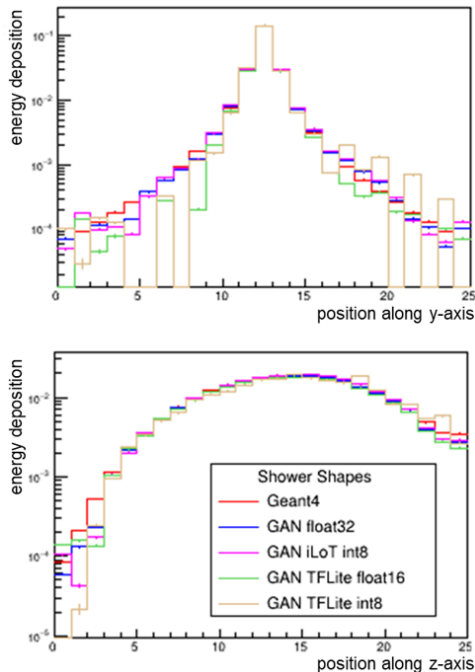 energy deposition
10⁻¹
10⁻²
10⁻³
10⁻⁴
0 5 10 15 20 25
position along y-axis
energy deposition
10⁻²
10⁻³
10⁻⁴
10⁻⁵
Shower Shapes
Geant4
GAN float32
GAN iLoT int8
GAN TFLite float16
GAN TFLite int8
0 5 10 15 20 25
position along z-axis